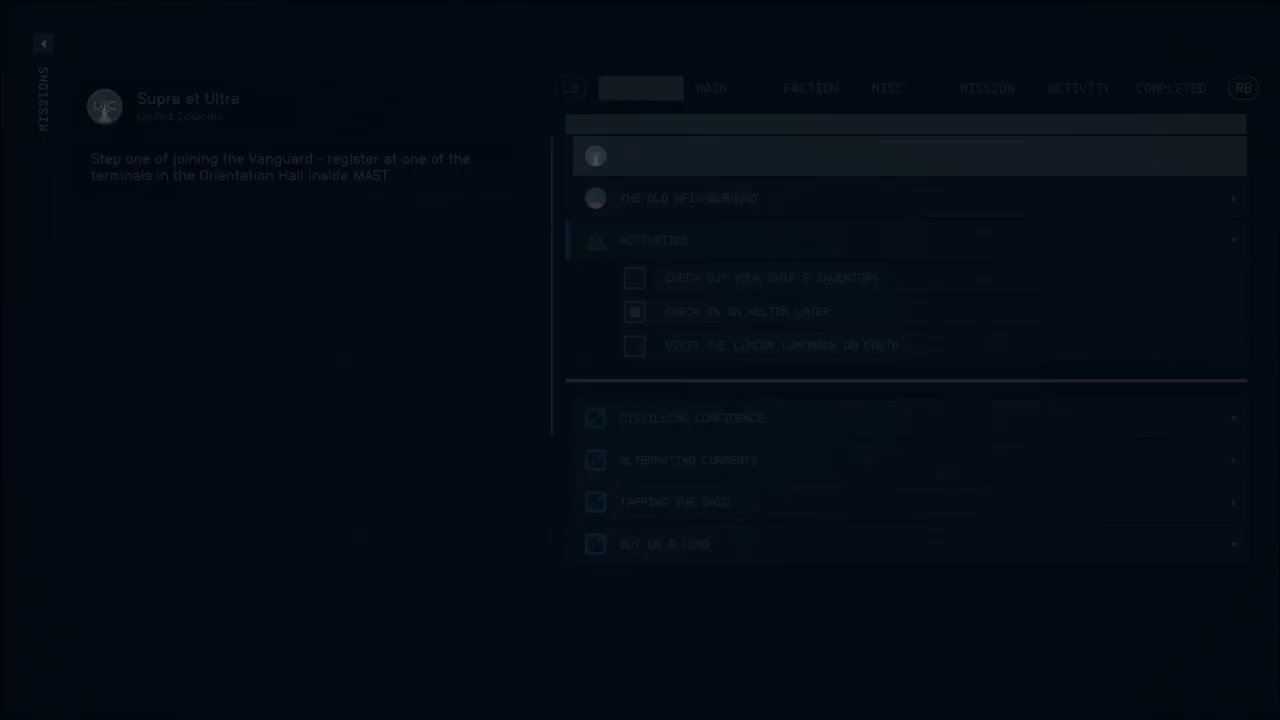 MISSIONS
UC
Supra et Ultra
United Colonies
Step one of joining the Vanguard - register at one of the
terminals in the Orientation Hall inside MAST.
LB MAIN FACTION MISC MISSION ACTIVITY COMPLETED RB
THE OLD NEIGHBORHOOD
ACTIVITIES
CHECK OUT YOUR SHIP'S INVENTORY
CHECK IN ON KELTON LATER
VISIT THE LONDON LANDMARK ON EARTH
DISTILLING CONFIDENCE
ALTERNATING CURRENTS
TAPPING THE GRID
OUT ON A LIMB